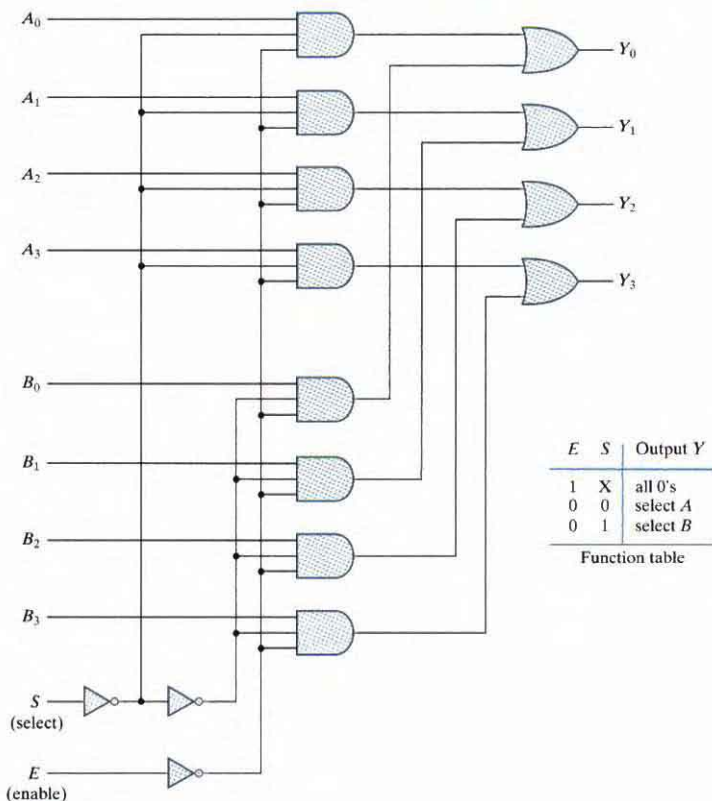 A₀
Y₀
A₁
Y₁
A₂
Y₂
A₃
Y₃
B₀
B₁
B₂
B₃
E S Output Y
1 X all 0's
0 0 select A
0 1 select B
Function table
S
(select)
E
(enable)